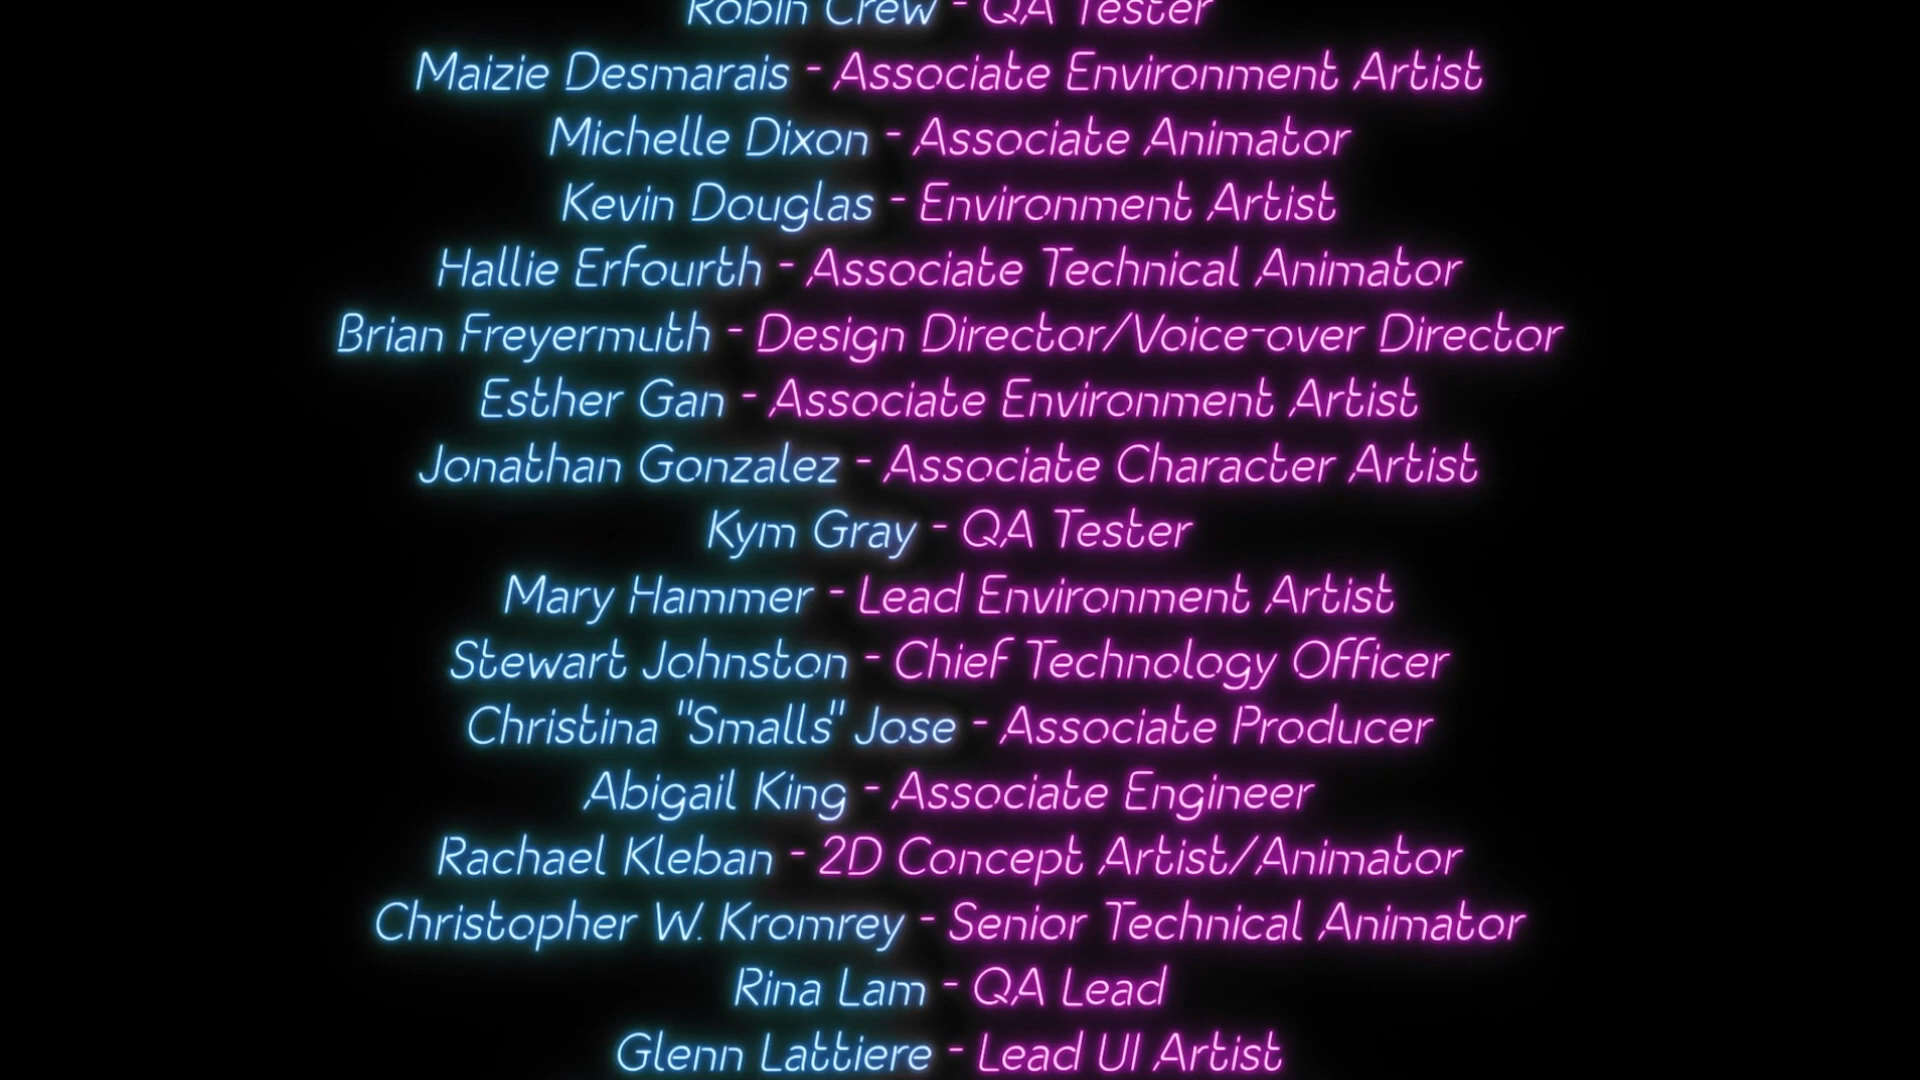 Robin Crew - QA Tester
Maizie Desmarais - Associate Environment Artist
Michelle Dixon - Associate Animator
Kevin Douglas - Environment Artist
Hallie Erfourth - Associate Technical Animator
Brian Freyermuth - Design Director/Voice-over Director
Esther Gan - Associate Environment Artist
Jonathan Gonzalez - Associate Character Artist
Kym Gray - QA Tester
Mary Hammer - Lead Environment Artist
Stewart Johnston - Chief Technology Officer
Christina "Smalls" Jose - Associate Producer
Abigail King - Associate Engineer
Rachael Kleban - 2D Concept Artist/Animator
Christopher W. Kromrey - Senior Technical Animator
Rina Lam - QA Lead
Glenn Lattiere - Lead UI Artist